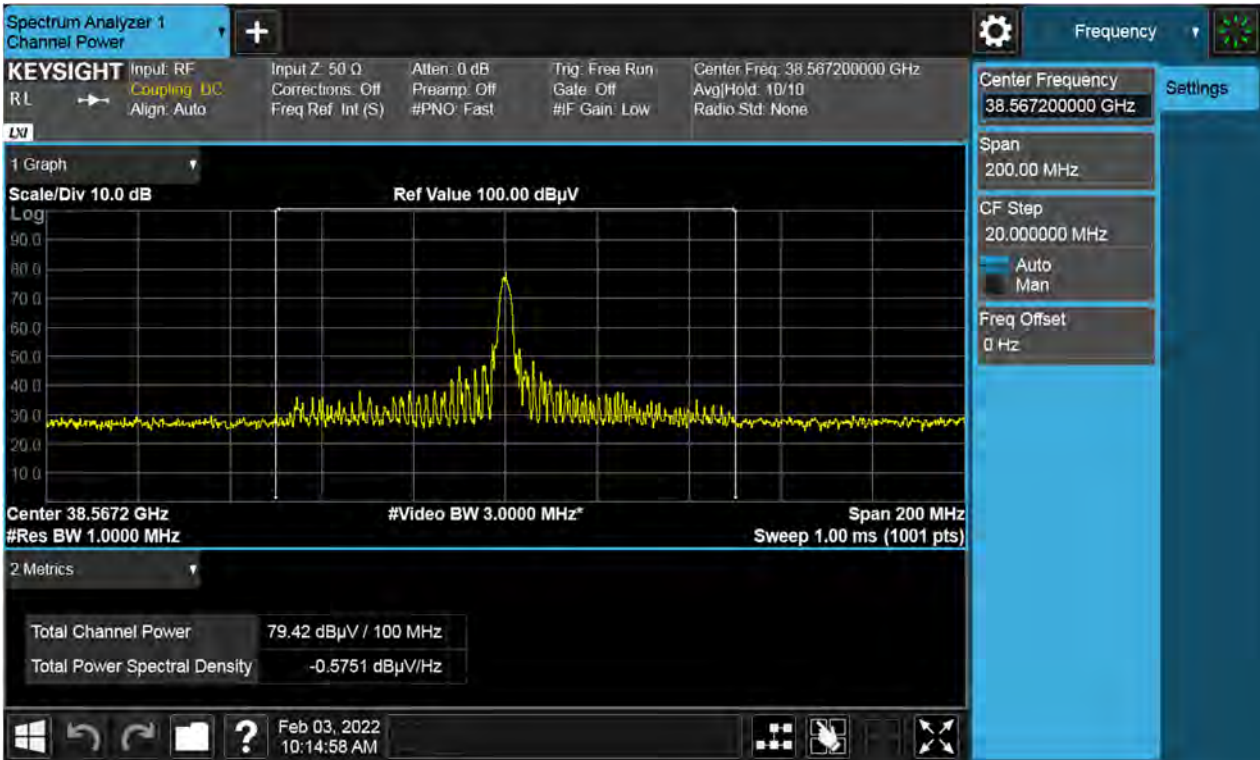 Spectrum Analyzer 1
Channel Power
Frequency
KEYSIGHT
Input: RF
Input Z: 50 Ω
Atten: 0 dB
Trig: Free Run
Center Freq: 38.567200000 GHz
RL
Coupling: DC
Corrections: Off
Preamp: Off
Gate: Off
Avg|Hold: 10/10
Align: Auto
Freq Ref: Int (S)
#PNO: Fast
#IF Gain: Low
Radio Std: None
LXI
Center Frequency
38.567200000 GHz
Settings
Span
200.00 MHz
CF Step
20.000000 MHz
Auto
Man
Freq Offset
0 Hz
1 Graph
Scale/Div 10.0 dB
Ref Value 100.00 dBµV
Log
90.0
80.0
70.0
60.0
50.0
40.0
30.0
20.0
10.0
Center 38.5672 GHz
#Video BW 3.0000 MHz*
Span 200 MHz
#Res BW 1.0000 MHz
Sweep 1.00 ms (1001 pts)
2 Metrics
Total Channel Power
79.42 dBµV / 100 MHz
Total Power Spectral Density
-0.5751 dBµV/Hz
?
Feb 03, 2022
10:14:58 AM